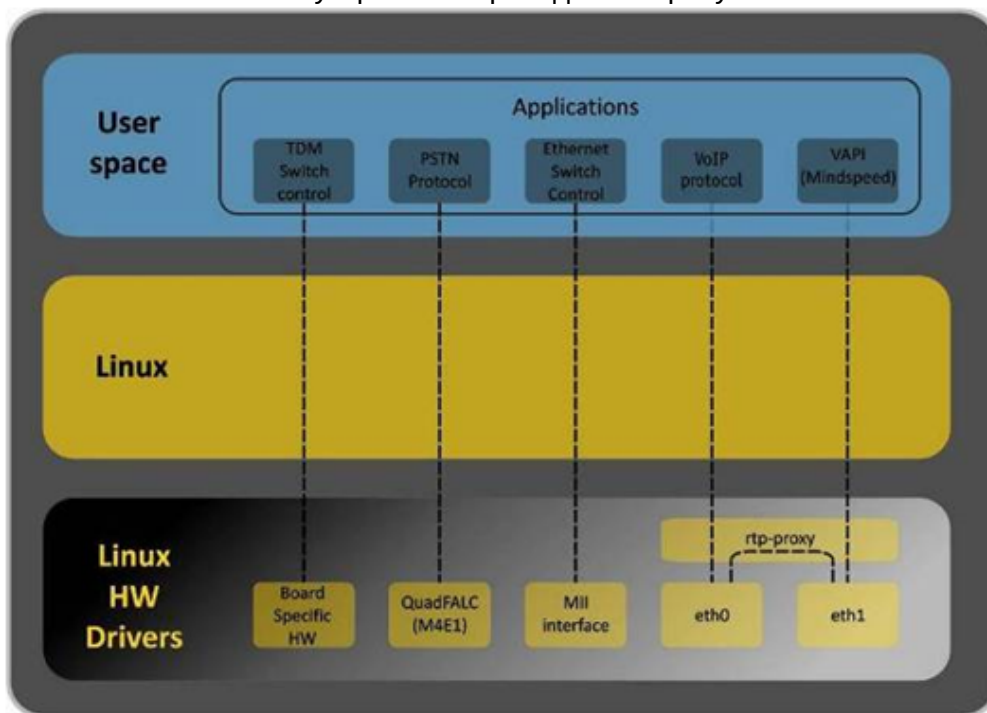 User
space
Applications
TDM
Switch
control
PSTN
Protocol
Ethernet
Switch
Control
VoIP
protocol
VAPI
(Mindspeed)
Linux
Linux
HW
Drivers
rtp-proxy
Board
Specific
HW
QuadFALC
(M4E1)
MII
interface
eth0
eth1